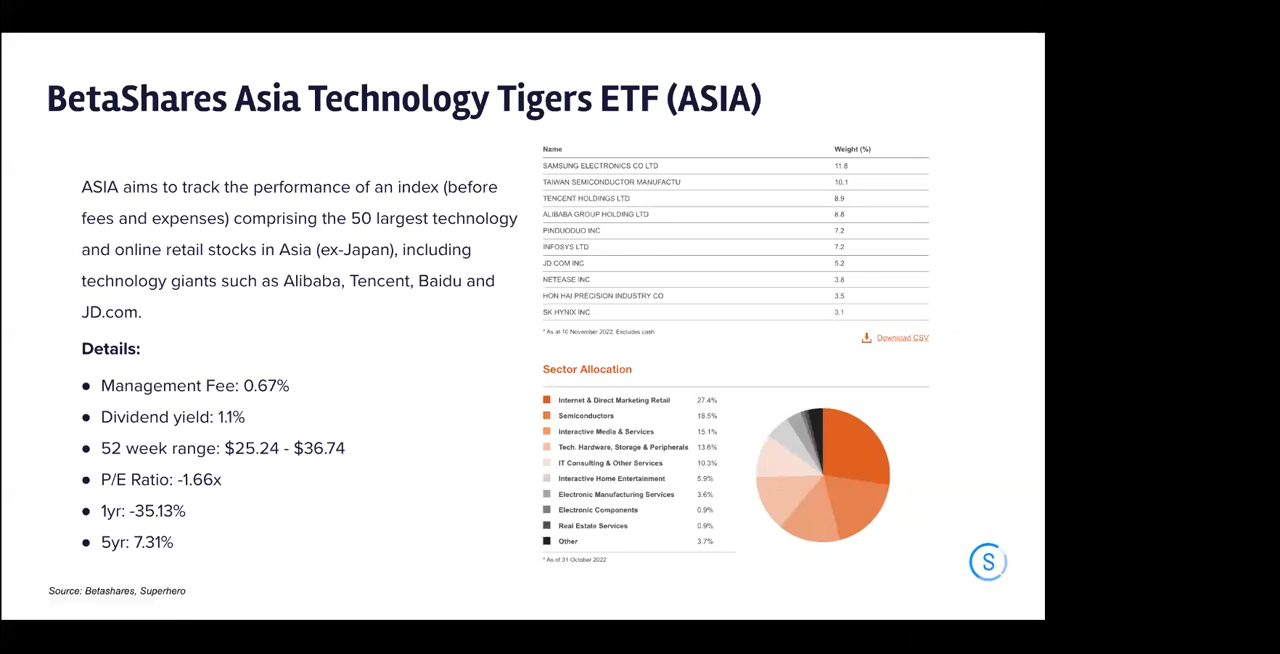 BetaShares Asia Technology Tigers ETF (ASIA)
ASIA aims to track the performance of an index (before
fees and expenses) comprising the 50 largest technology
and online retail stocks in Asia (ex-Japan), including
technology giants such as Alibaba, Tencent, Baidu and
JD.com.
Details:
● Management Fee: 0.67%
● Dividend yield: 1.1%
● 52 week range: $25.24 - $36.74
● P/E Ratio: -1.66x
● 1yr: -35.13%
● 5yr: 7.31%
Source: Betashares, Superhero
Name Weight (%)
SAMSUNG ELECTRONICS CO LTD 11.8
TAIWAN SEMICONDUCTOR MANUFACTU 10.1
TENCENT HOLDINGS LTD 8.9
ALIBABA GROUP HOLDING LTD 8.8
PINDUODUO INC 7.2
INFOSYS LTD 7.2
JD.COM INC 5.2
NETEASE INC 3.8
HON HAI PRECISION INDUSTRY CO 3.5
SK HYNIX INC 3.1
* As at 10 November 2022, Excludes cash
Download CSV
Sector Allocation
Internet & Direct Marketing Retail 27.4%
Semiconductors 18.5%
Interactive Media & Services 15.1%
Tech. Hardware, Storage & Peripherals 13.6%
IT Consulting & Other Services 10.3%
Interactive Home Entertainment 5.9%
Electronic Manufacturing Services 3.6%
Electronic Components 0.9%
Real Estate Services 0.9%
Other 3.7%
* As of 31 October 2022
S